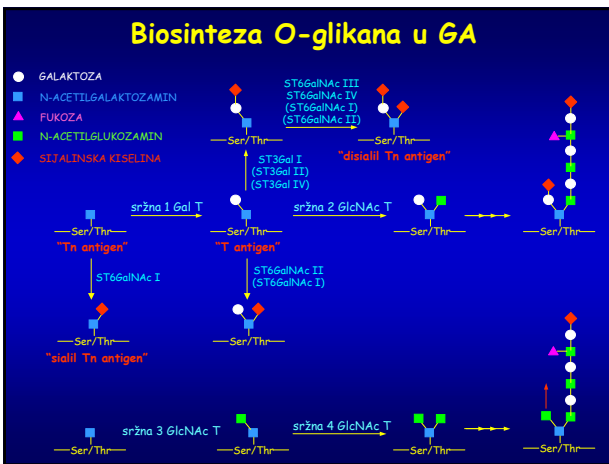 Biosinteza O-glikana u GA
GALAKTOZA
N-ACETILGALAKTOZAMIN
FUKOZA
N-ACETILGLUKOZAMIN
SIJALINSKA KISELINA
ST6GalNAc III
ST6GalNAc IV
(ST6GalNAc I)
(ST6GalNAc II)
Ser/Thr
Ser/Thr
"disialil Tn antigen"
ST3Gal I
(ST3Gal II)
(ST3Gal IV)
sržna 1 Gal T
sržna 2 GlcNAc T
Ser/Thr
Ser/Thr
Ser/Thr
Ser/Thr
"Tn antigen"
"T antigen"
ST6GalNAc I
ST6GalNAc II
(ST6GalNAc I)
Ser/Thr
Ser/Thr
"sialil Tn antigen"
sržna 3 GlcNAc T
sržna 4 GlcNAc T
Ser/Thr
Ser/Thr
Ser/Thr
Ser/Thr